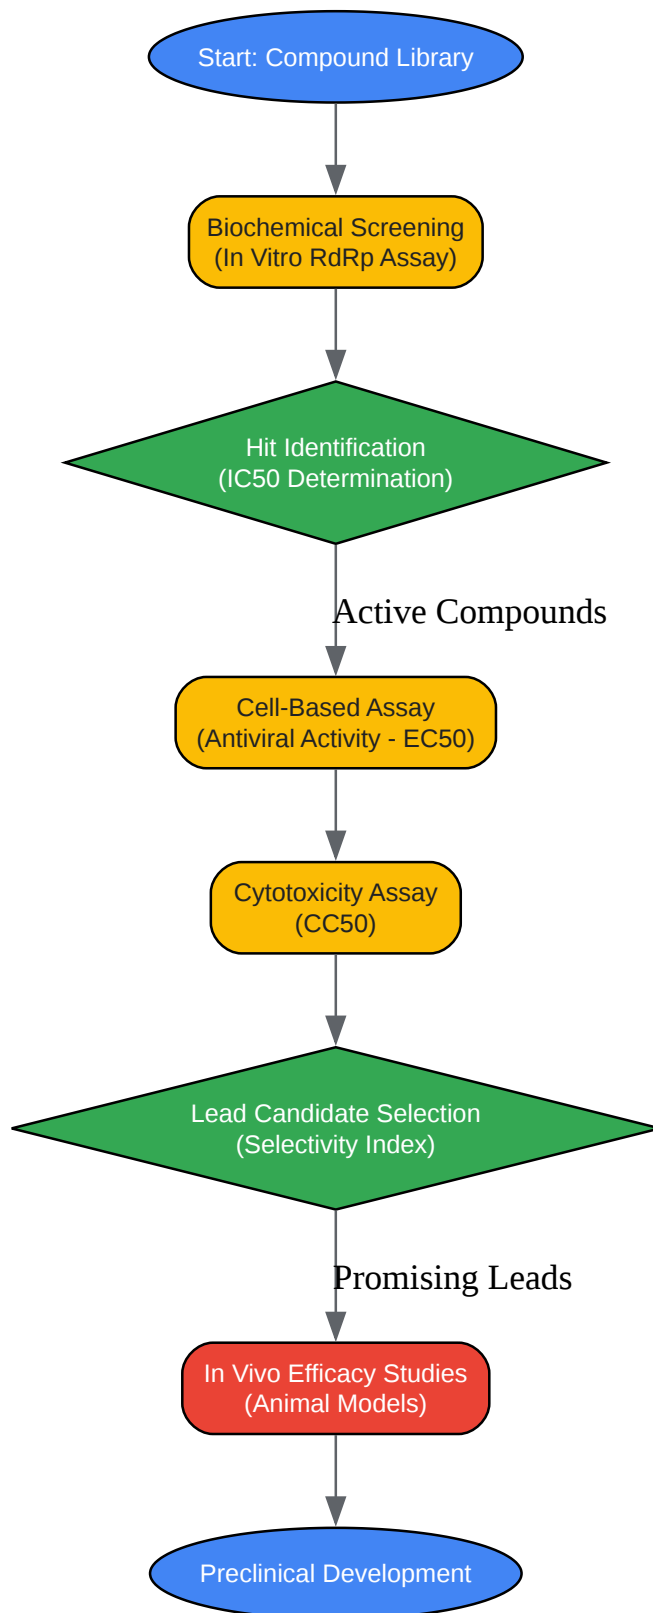 Start: Compound Library
Biochemical Screening
(In Vitro RdRp Assay)
Hit Identification
(IC50 Determination)
Active Compounds
Cell-Based Assay
(Antiviral Activity - EC50)
Cytotoxicity Assay
(CC50)
Lead Candidate Selection
(Selectivity Index)
Promising Leads
In Vivo Efficacy Studies
(Animal Models)
Preclinical Development